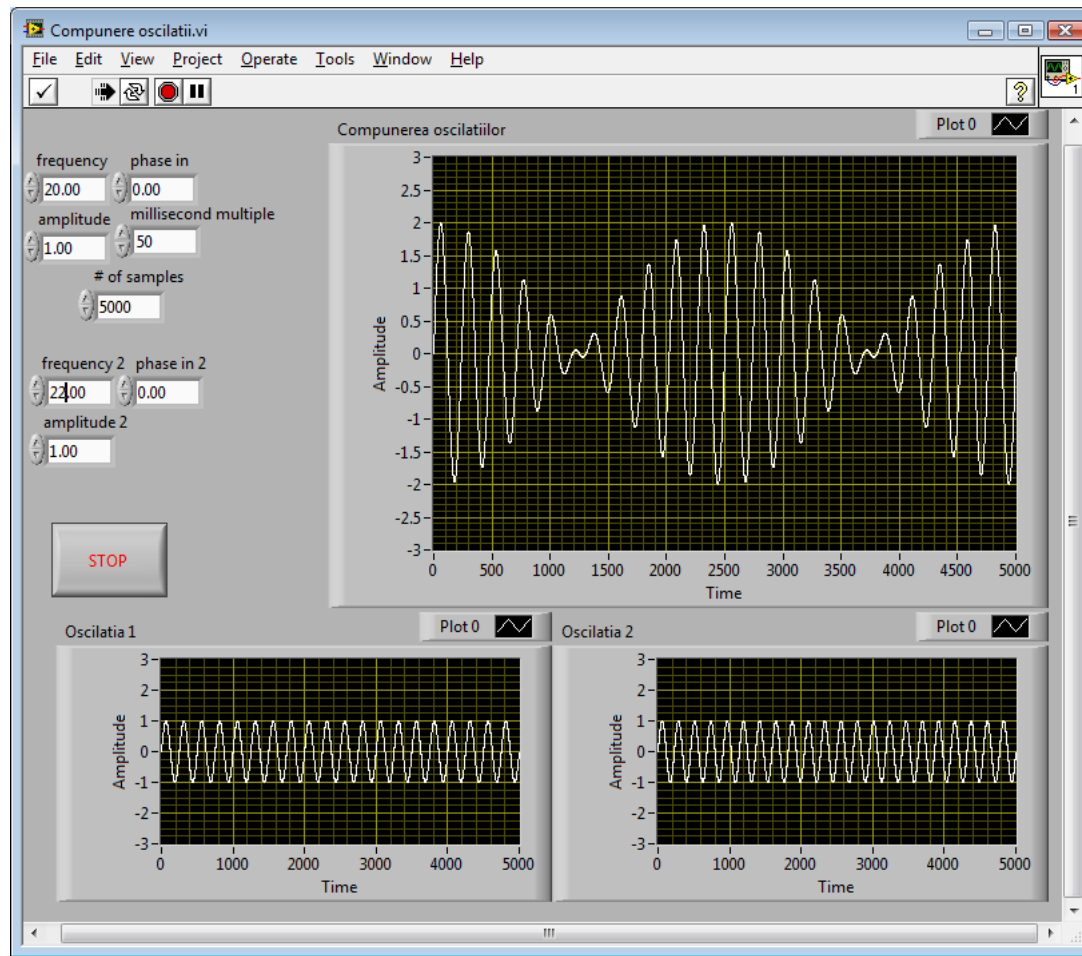 Compunere oscilatii.vi
File Edit View Project Operate Tools Window Help
1
Compunerea oscilatiilor
Plot 0
frequency phase in
20.00 0.00
amplitude millisecond multiple
1.00 50
# of samples
5000
frequency 2 phase in 2
22.00 0.00
amplitude 2
1.00
STOP
Amplitude
3
2.5
2
1.5
1
0.5
0
-0.5
-1
-1.5
-2
-2.5
-3
0 500 1000 1500 2000 2500 3000 3500 4000 4500 5000
Time
Oscilatia 1
Plot 0
Amplitude
3
2
1
0
-1
-2
-3
0 1000 2000 3000 4000 5000
Time
Oscilatia 2
Plot 0
Amplitude
3
2
1
0
-1
-2
-3
0 1000 2000 3000 4000 5000
Time